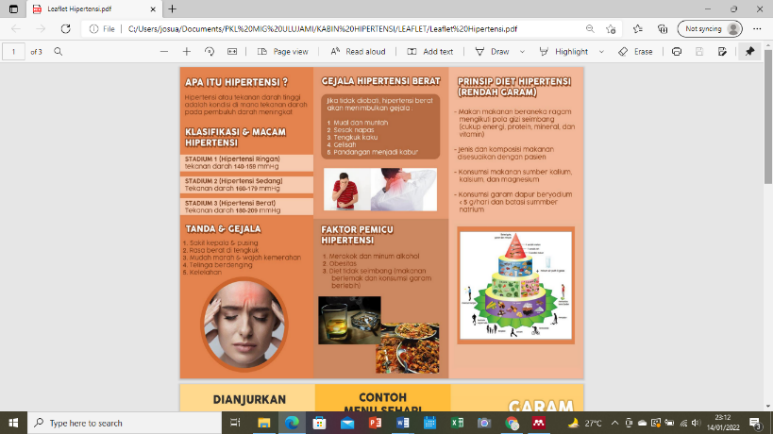 Leaflet Hipertensi.pdf
File
C:/Users/josua/Documents/PKL%20MIG%20ULUJAMI/KABIN%20HIPERTENSI/LEAFLET/Leaflet%20Hipertensi.pdf
Not syncing
1 of 3
Page view
Read aloud
Add text
Draw
Highlight
Erase
APA ITU HIPERTENSI ?
Hipertensi atau tekanan darah tinggi
adalah kondisi di mana tekanan darah
pada pembuluh darah meningkat
KLASIFIKASI & MACAM
HIPERTENSI
STADIUM 1 (Hipertensi Ringan)
tekanan darah 140-159 mmHg
STADIUM 2 (Hipertensi Sedang)
Tekanan darah 160-179 mmHg
STADIUM 3 (Hipertensi Berat)
Tekanan darah 180-209 mmHg
TANDA & GEJALA
1. Sakit kepala & pusing
2. Rasa berat di tengkuk
3. Mudah marah & wajah kemerahan
4. Telinga berdenging
5. Kelelahan
GEJALA HIPERTENSI BERAT
Jika tidak diobati, hipertensi berat
akan menimbulkan gejala
1. Mual dan muntah
2. Sesak napas
3. Tengkuk kaku
4. Gelisah
5. Pandangan menjadi kabur
FAKTOR PEMICU
HIPERTENSI
1. Merokok dan minum alkohol
2. Obesitas
3. Diet tidak seimbang (makanan
berlemak dan konsumsi garam
berlebih)
PRINSIP DIET HIPERTENSI
(RENDAH GARAM)
- Makan makanan beraneka ragam
mengikuti pola gizi seimbang
(cukup energi, protein, mineral, dan
vitamin)
- Jenis dan komposisi makanan
disesuaikan dengan pasien
- Konsumsi makanan sumber kalium,
kalsium, dan magnesium
- Konsumsi garam dapur beryodium
< 5 g/hari dan batasi summber
natrium
DIANJURKAN
CONTOH
MENU SEHARI
GARAM
Type here to search
27°C
23:12
14/01/2022